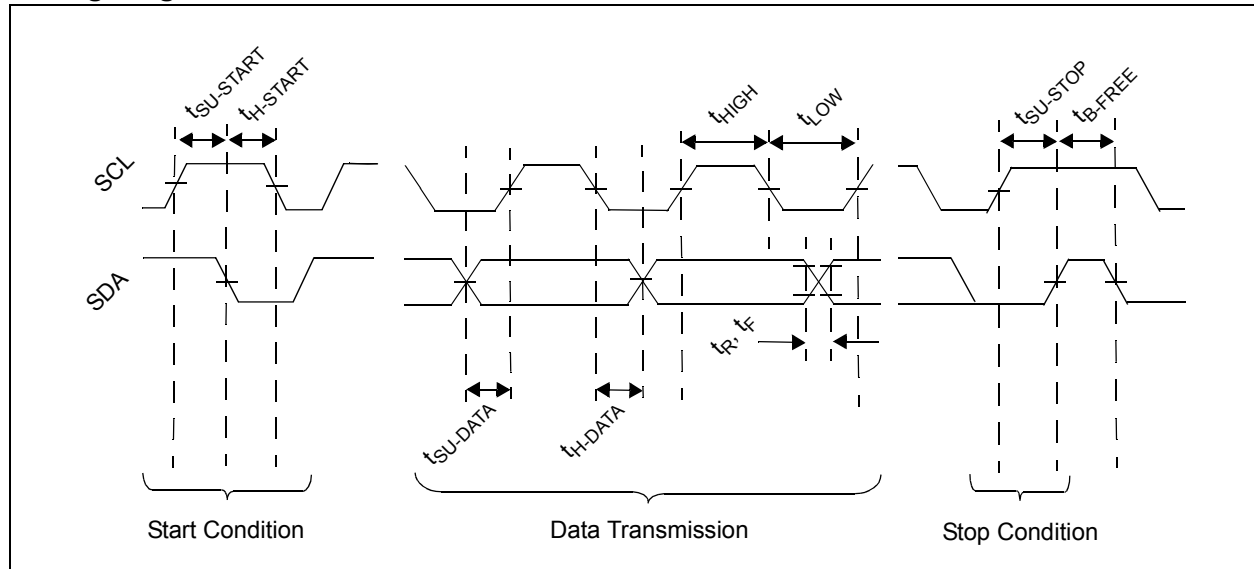 tSU-START
tH-START
tHIGH
tLOW
tSU-STOP
tB-FREE
SCL
SDA
tR, tF
tSU-DATA
tH-DATA
Start Condition
Data Transmission
Stop Condition